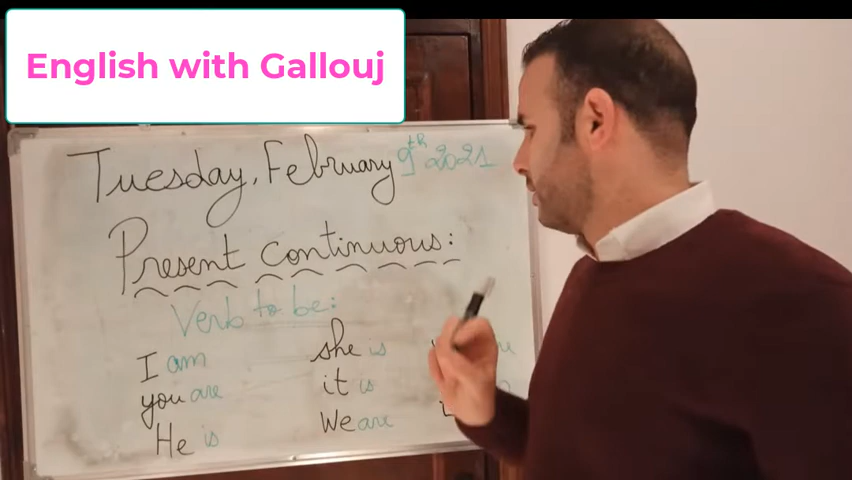 English with Gallouj
Tuesday, February 9th 2021
Present continuous:
Verb to be:
I am
she is
you are
it is
He is
We are